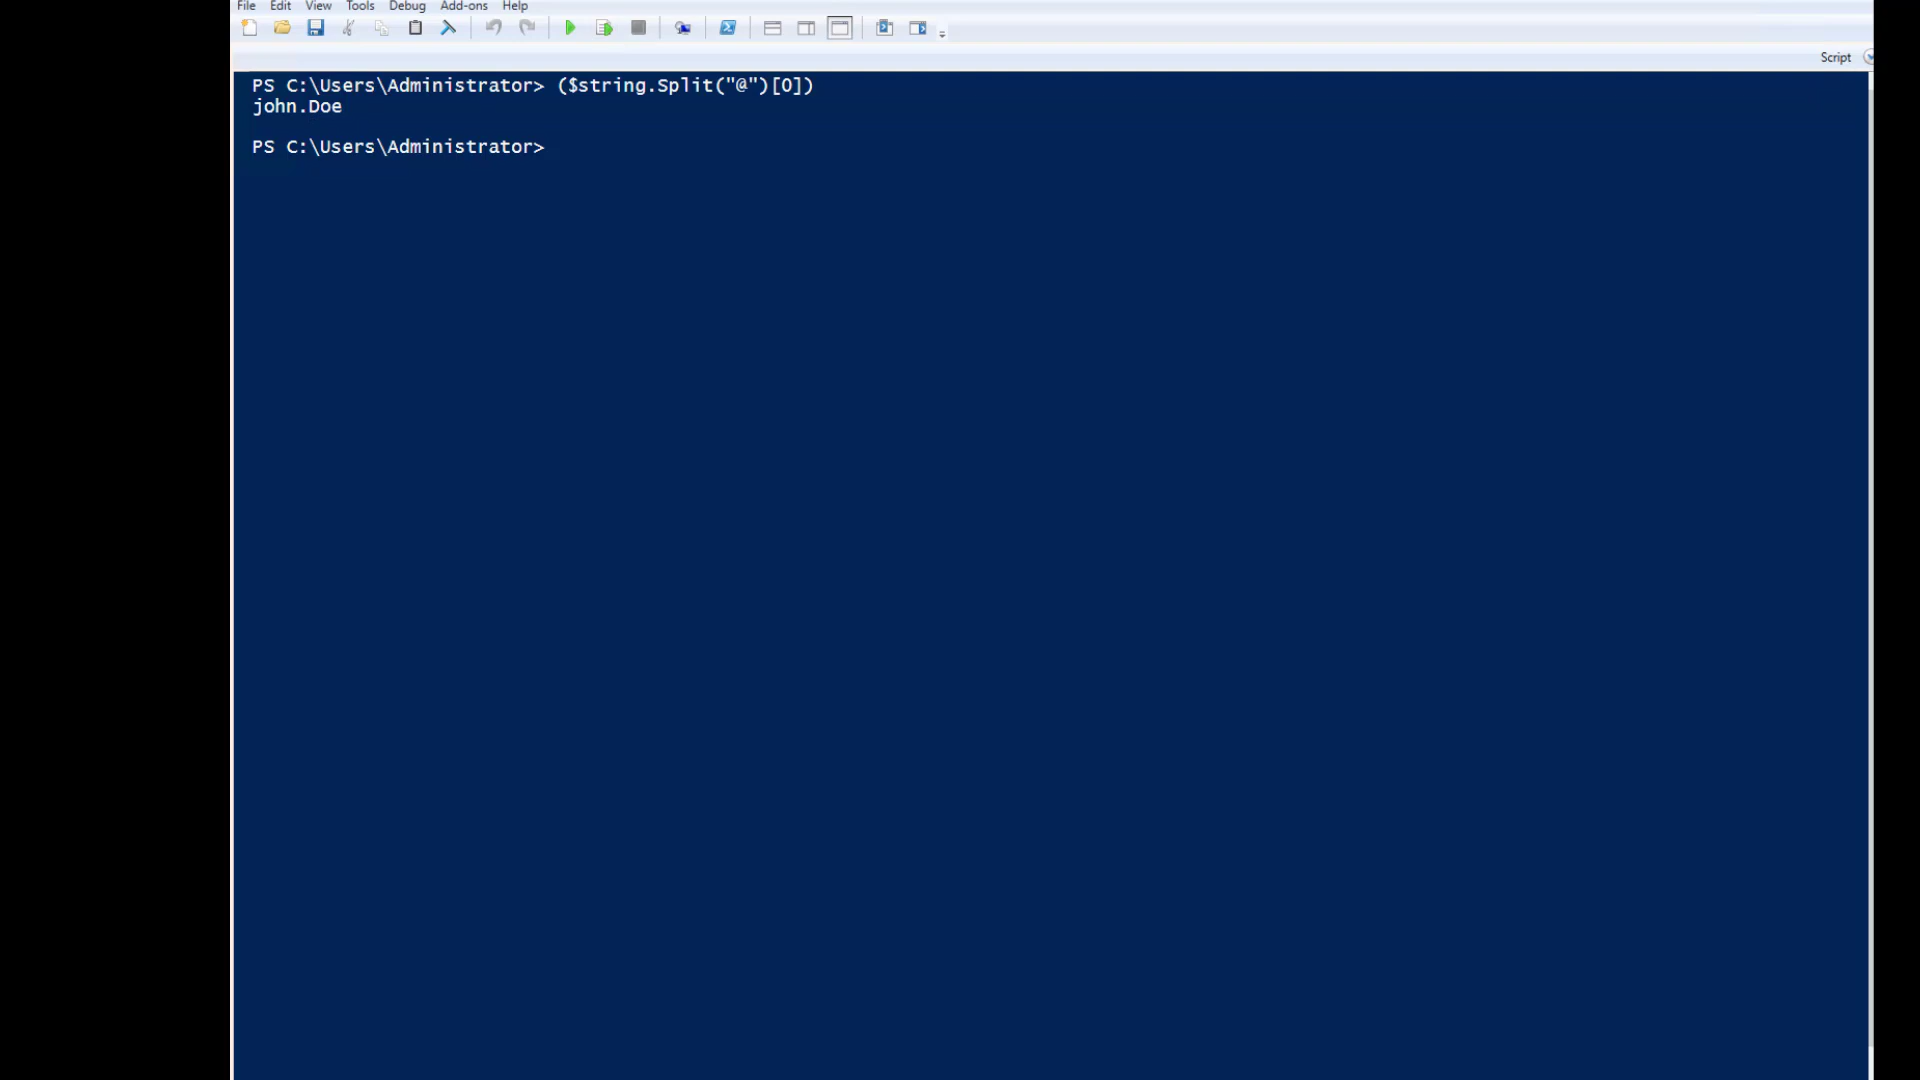 File Edit View Tools Debug Add-ons Help
Script
PS C:\Users\Administrator> ($string.Split("@")[0])
john.Doe
PS C:\Users\Administrator>